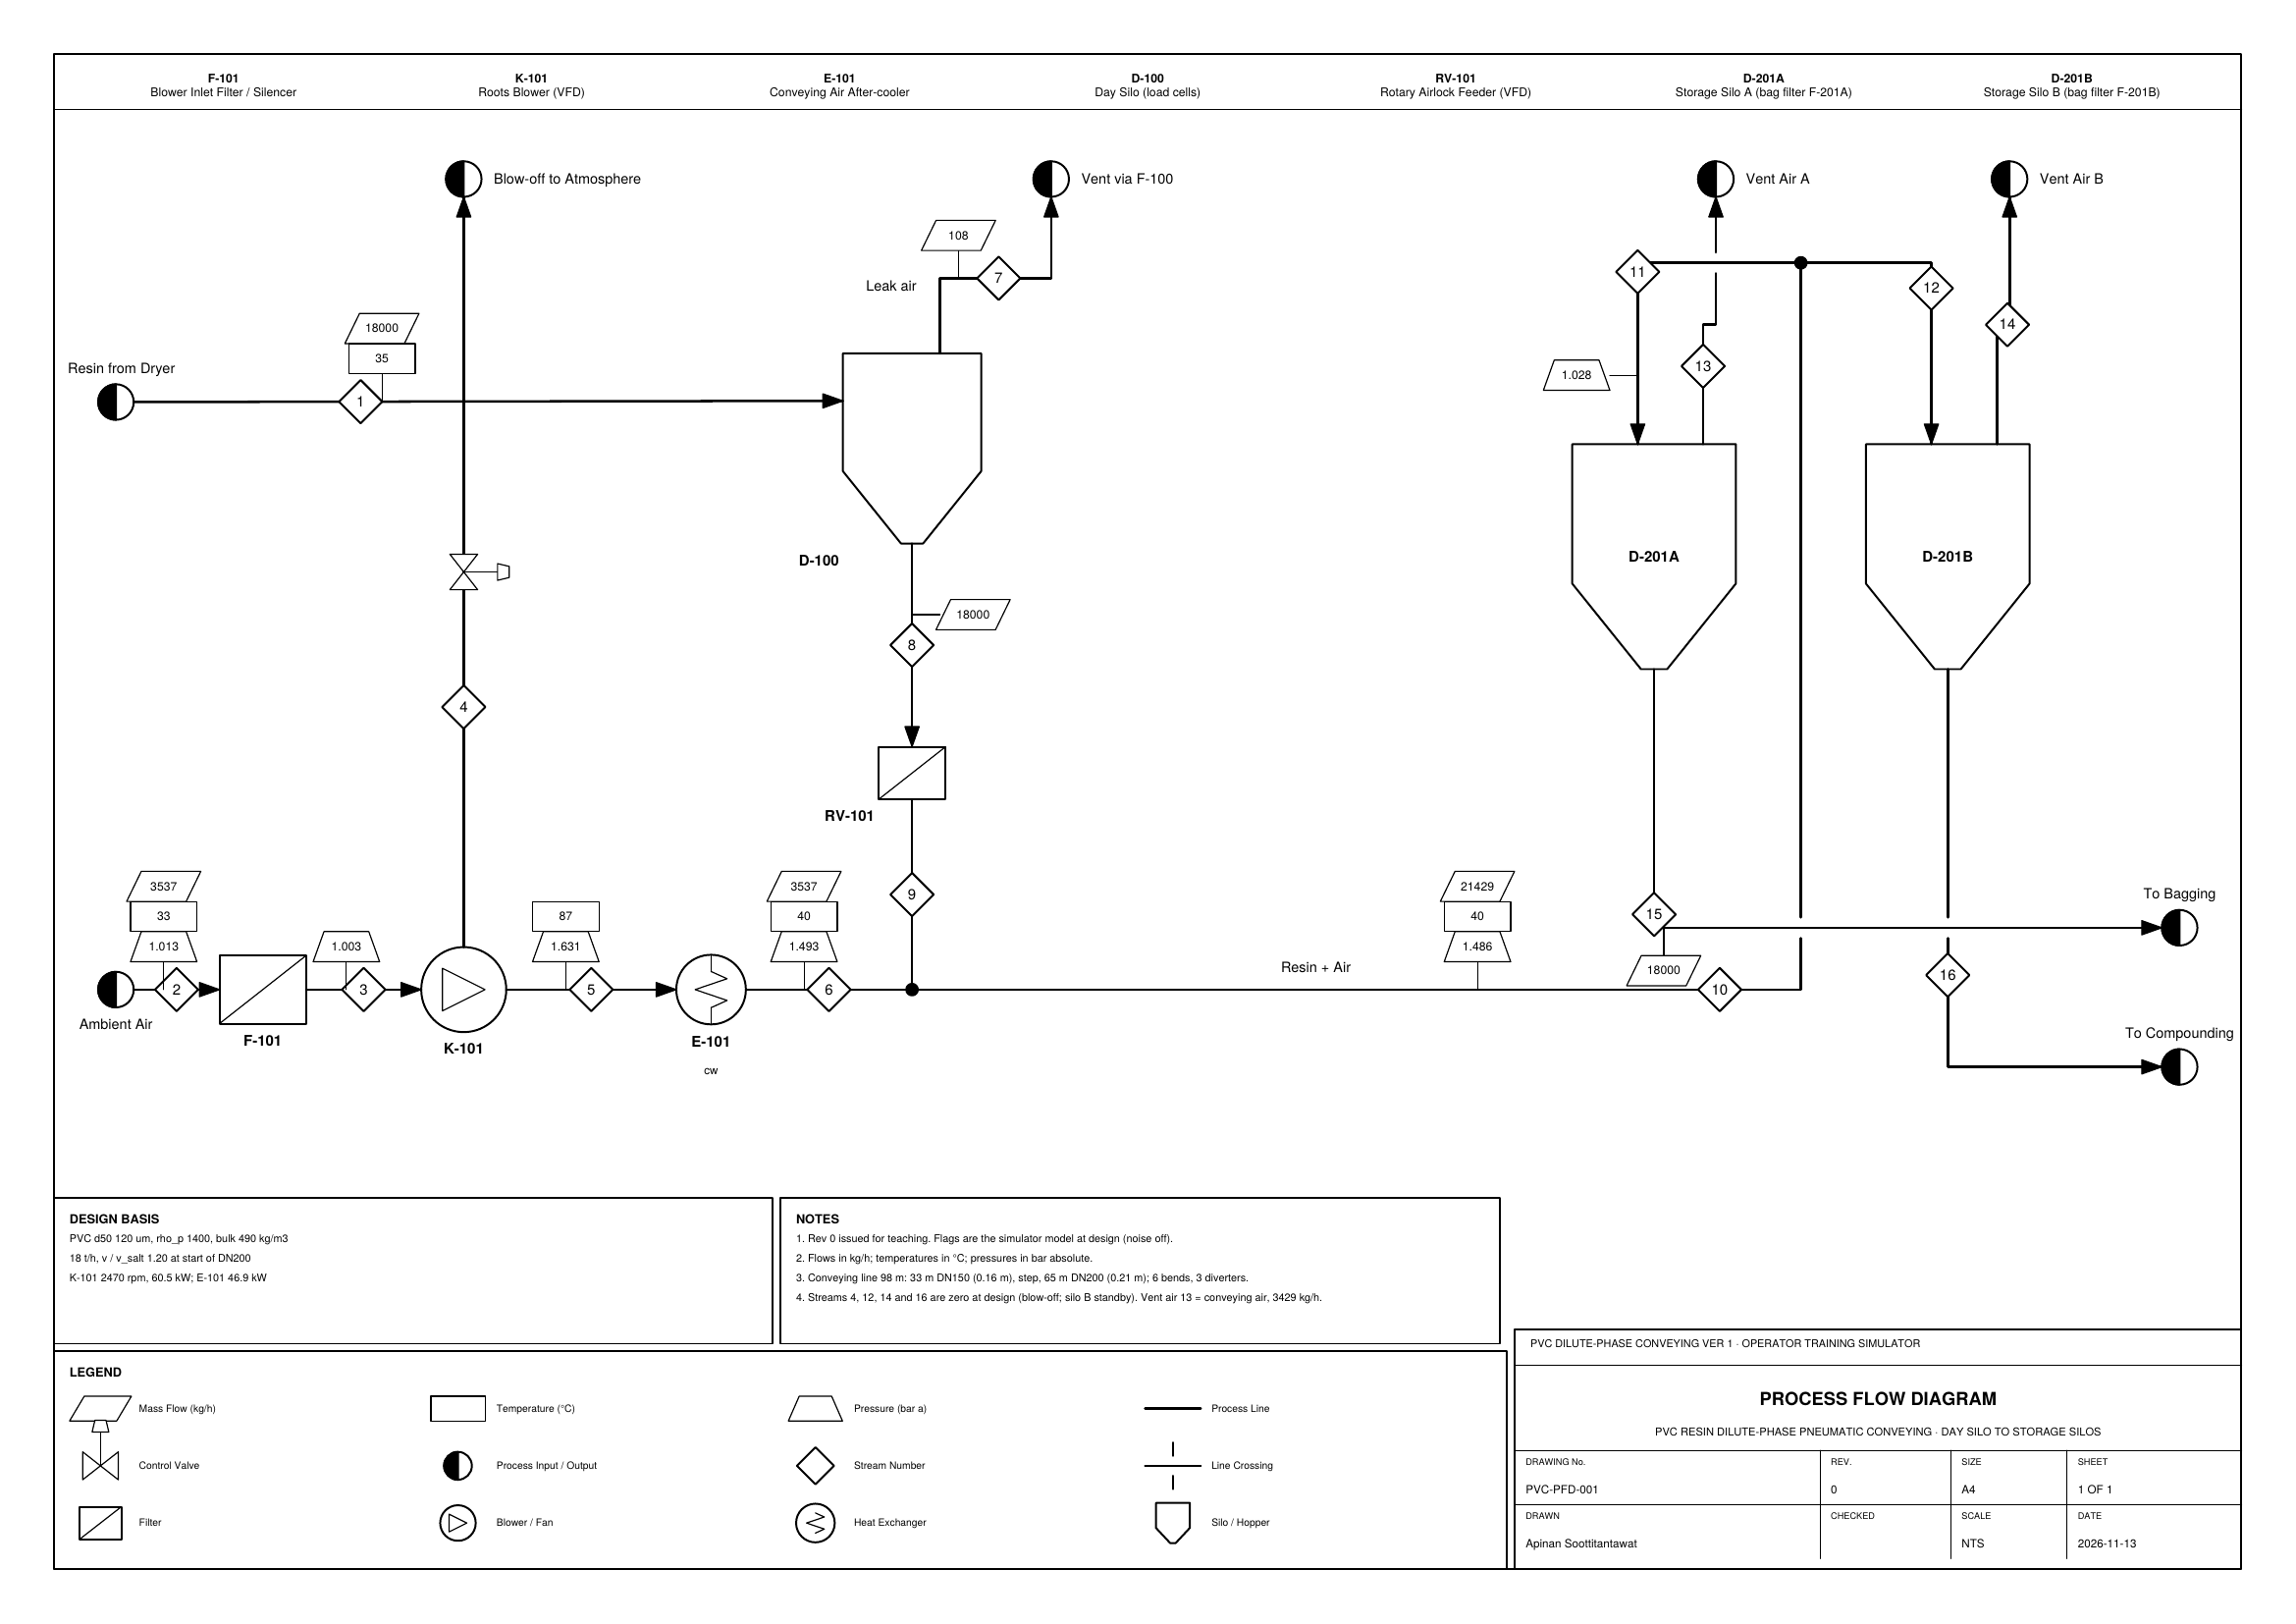 F-101
Blower Inlet Filter / Silencer
K-101
Roots Blower (VFD)
E-101
Conveying Air After-cooler
D-100
Day Silo (load cells)
RV-101
Rotary Airlock Feeder (VFD)
D-201A
Storage Silo A (bag filter F-201A)
D-201B
Storage Silo B (bag filter F-201B)
Blow-off to Atmosphere
Vent via F-100
Vent Air A
Vent Air B
108
7
Leak air
11
12
14
13
1.028
18000
35
Resin from Dryer
1
D-100
D-201A
D-201B
18000
8
4
RV-101
9
3537
33
1.013
2
Ambient Air
F-101
1.003
3
K-101
87
1.631
5
E-101
cw
3537
40
1.493
6
Resin + Air
21429
40
1.486
15
18000
10
16
To Bagging
To Compounding
DESIGN BASIS
PVC d50 120 um, rho_p 1400, bulk 490 kg/m3
18 t/h, v / v_salt 1.20 at start of DN200
K-101 2470 rpm, 60.5 kW; E-101 46.9 kW
NOTES
1. Rev 0 issued for teaching. Flags are the simulator model at design (noise off).
2. Flows in kg/h; temperatures in °C; pressures in bar absolute.
3. Conveying line 98 m: 33 m DN150 (0.16 m), step, 65 m DN200 (0.21 m); 6 bends, 3 diverters.
4. Streams 4, 12, 14 and 16 are zero at design (blow-off; silo B standby). Vent air 13 = conveying air, 3429 kg/h.
LEGEND
Mass Flow (kg/h)
Temperature (°C)
Pressure (bar a)
Process Line
Control Valve
Process Input / Output
Stream Number
Line Crossing
Filter
Blower / Fan
Heat Exchanger
Silo / Hopper
PVC DILUTE-PHASE CONVEYING VER 1 · OPERATOR TRAINING SIMULATOR
PROCESS FLOW DIAGRAM
PVC RESIN DILUTE-PHASE PNEUMATIC CONVEYING · DAY SILO TO STORAGE SILOS
DRAWING No.
PVC-PFD-001
REV.
0
SIZE
A4
SHEET
1 OF 1
DRAWN
Apinan Soottitantawat
CHECKED
SCALE
NTS
DATE
2026-11-13